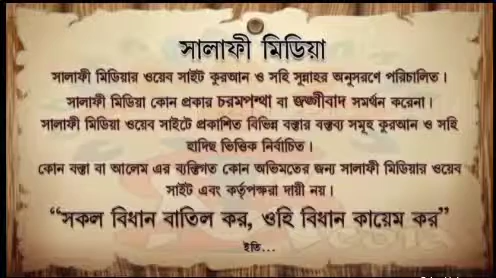 সালাফী মিডিয়া
সালাফী মিডিয়ার ওয়েব সাইট কুরআন ও সহি সুন্নাহর অনুসরণে পরিচালিত।
সালাফী মিডিয়া কোন প্রকার চরমপন্থা বা জঙ্গীবাদ সমর্থন করেনা।
সালাফী মিডিয়া ওয়েব সাইটে প্রকাশিত বিভিন্ন বক্তার বক্তব্য সমূহ কুরআন ও সহি
হাদিছ ভিত্তিক নির্বাচিত।
কোন বক্তা বা আলেম এর ব্যক্তিগত কোন অভিমতের জন্য সালাফী মিডিয়ার ওয়েব
সাইট এবং কর্তৃপক্ষরা দায়ী নয়।
“সকল বিধান বাতিল কর, ওহি বিধান কায়েম কর”
ইতি...